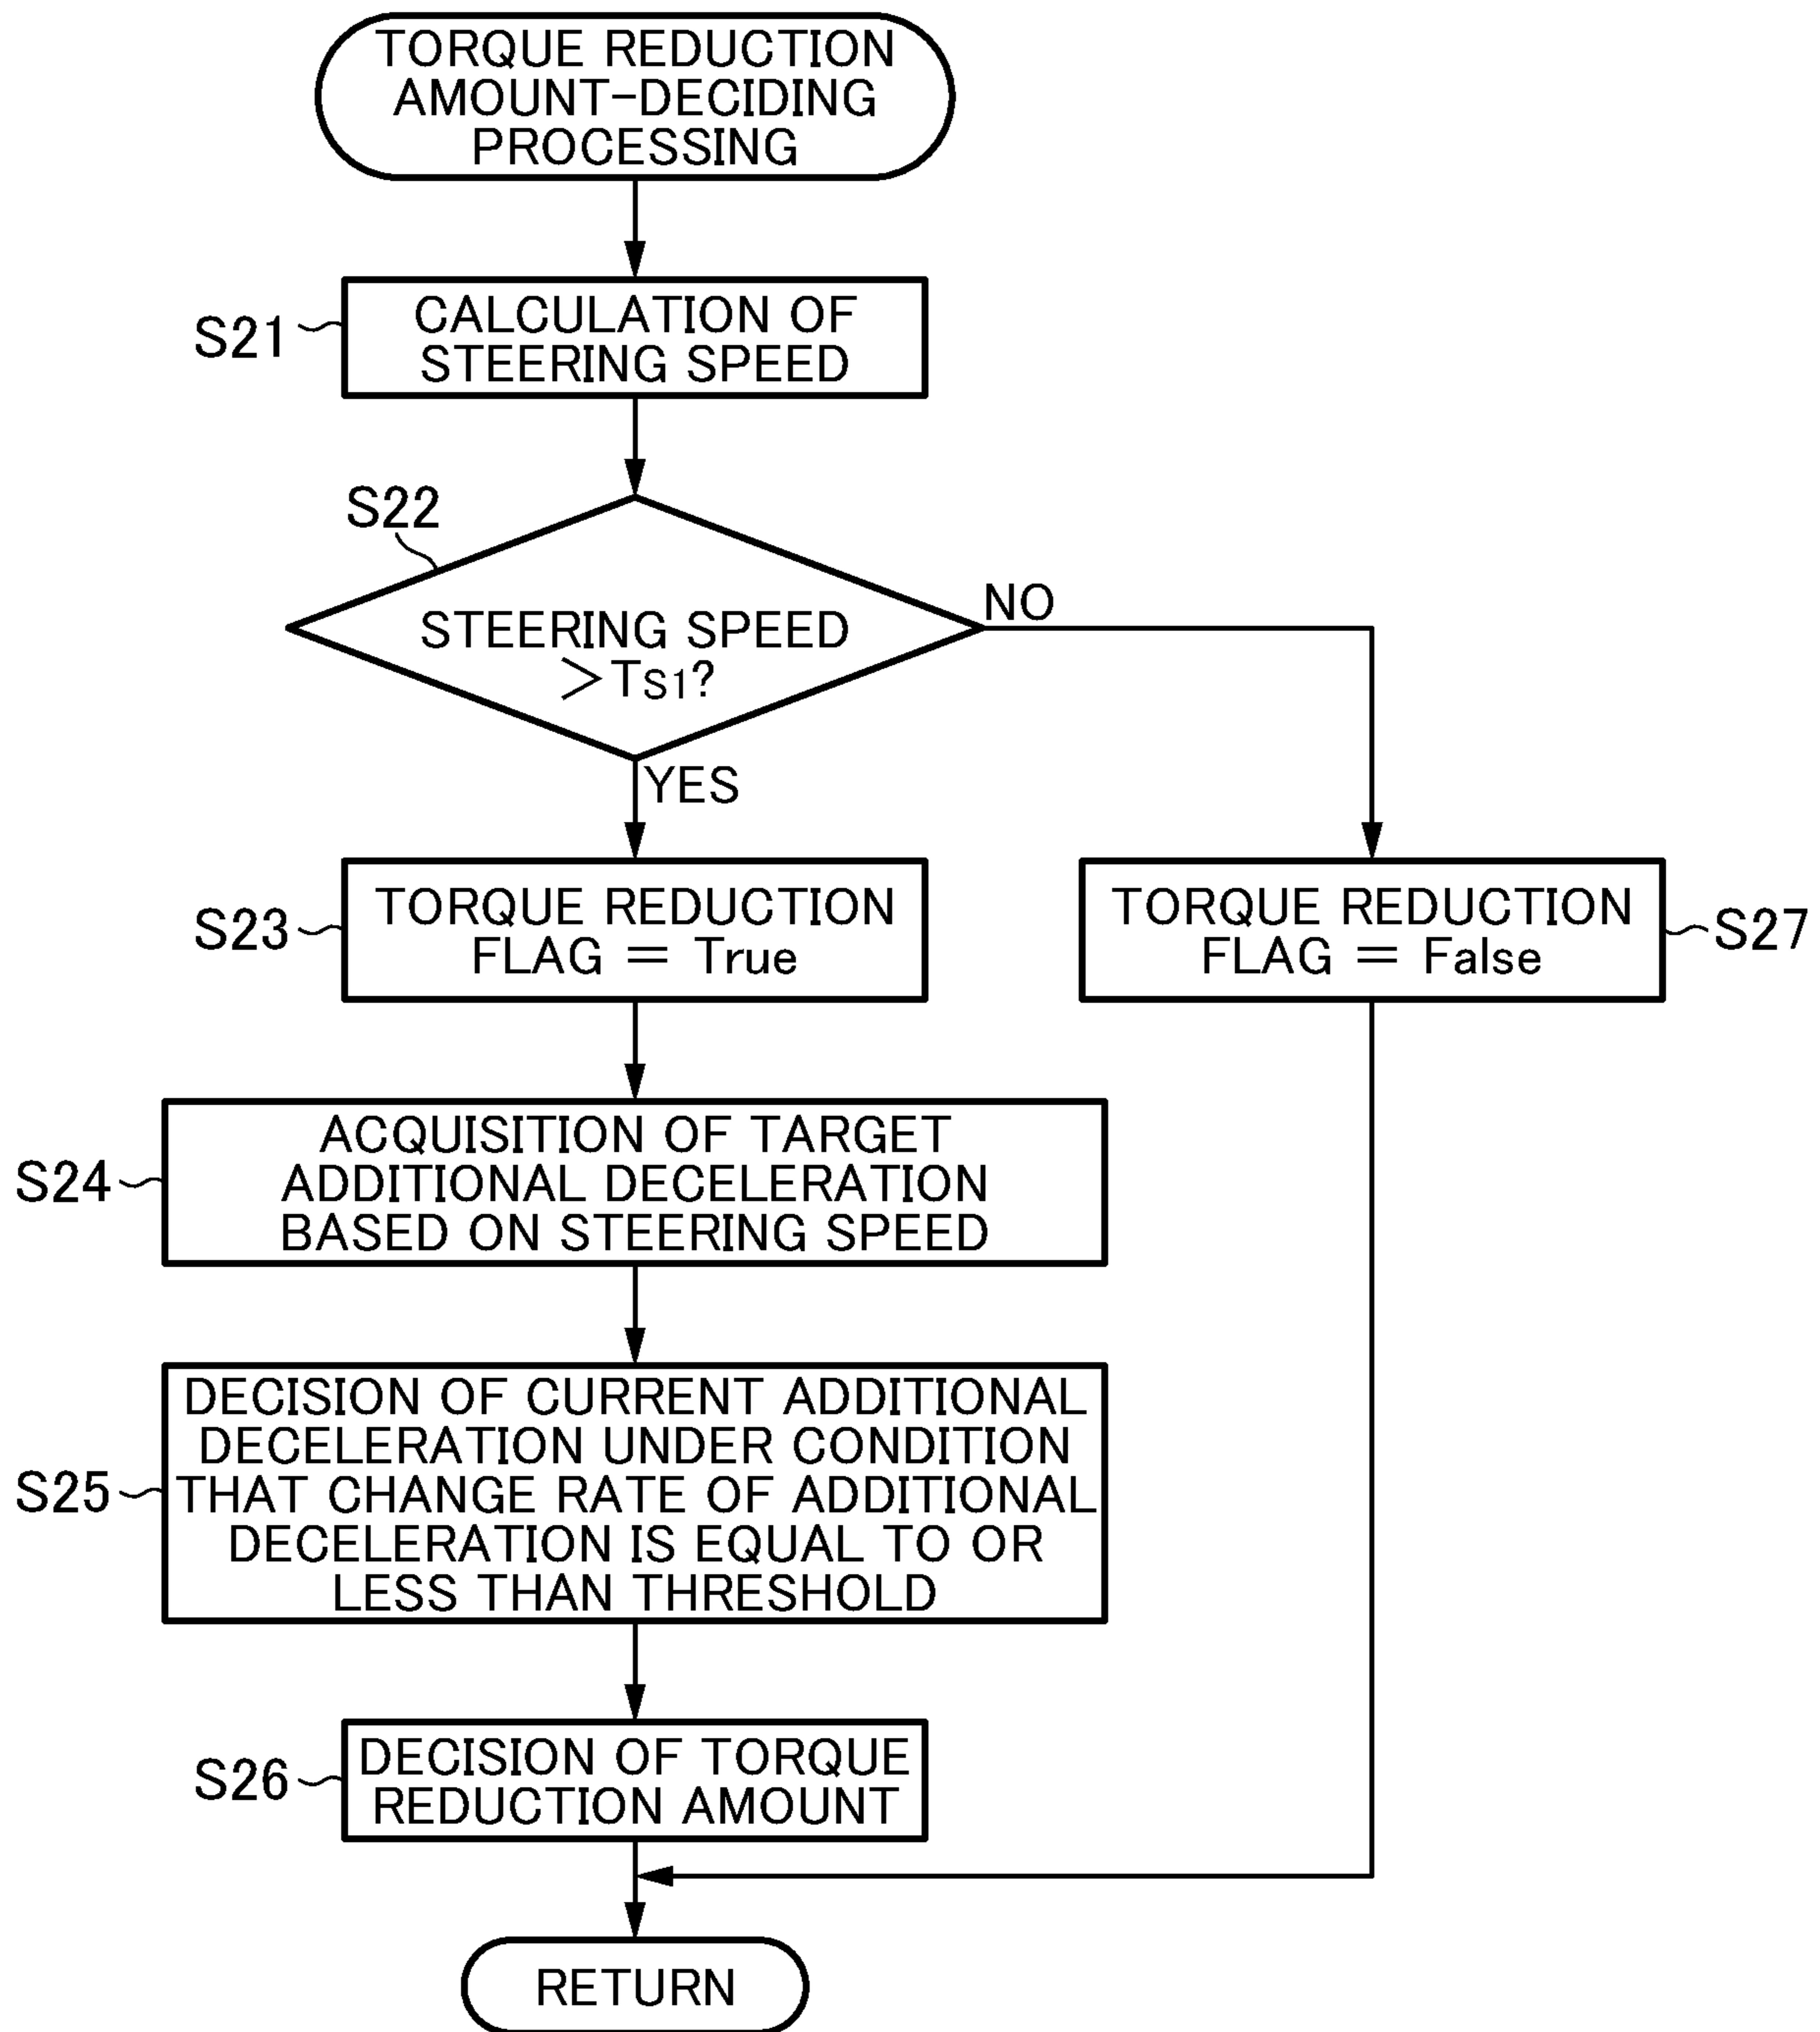 TORQUE REDUCTION
AMOUNT-DECIDING
PROCESSING
S21
CALCULATION OF
STEERING SPEED
S22
STEERING SPEED
>TS1?
NO
YES
S23
TORQUE REDUCTION
FLAG = True
TORQUE REDUCTION
FLAG = False
S27
S24
ACQUISITION OF TARGET
ADDITIONAL DECELERATION
BASED ON STEERING SPEED
S25
DECISION OF CURRENT ADDITIONAL
DECELERATION UNDER CONDITION
THAT CHANGE RATE OF ADDITIONAL
DECELERATION IS EQUAL TO OR
LESS THAN THRESHOLD
S26
DECISION OF TORQUE
REDUCTION AMOUNT
RETURN